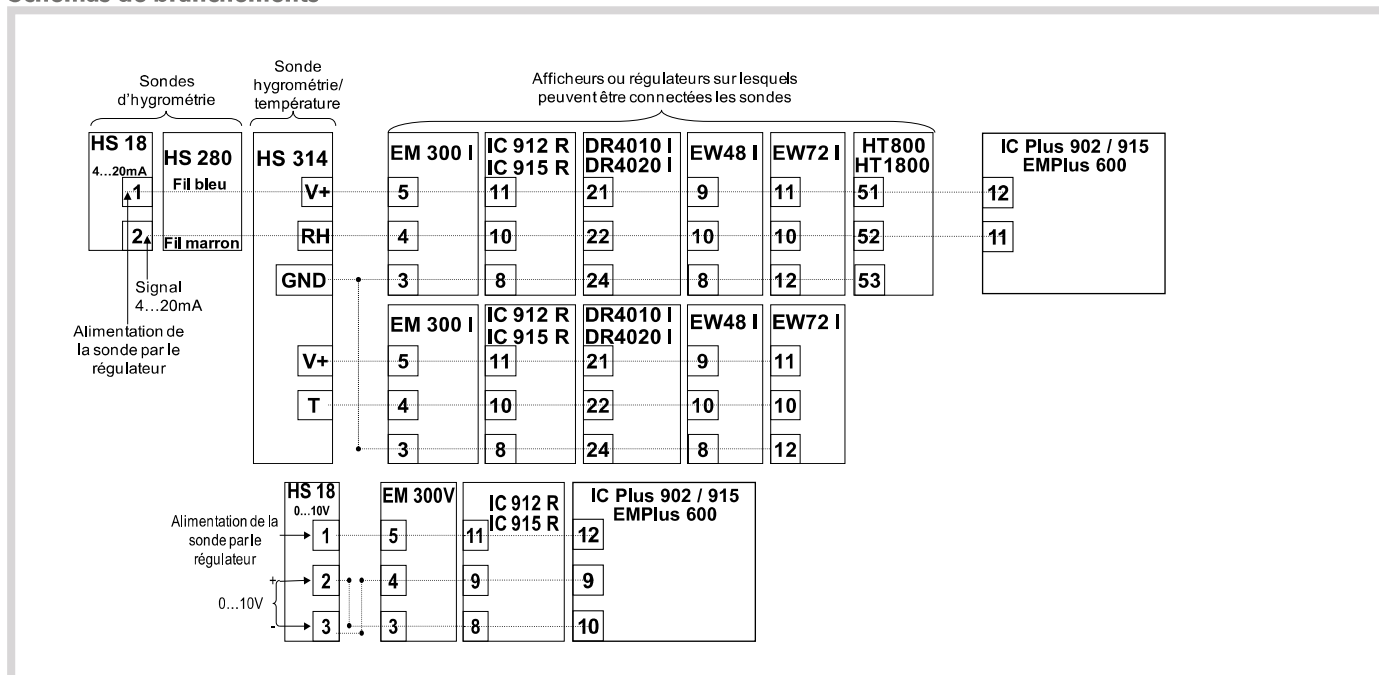 Sondes
d'hygrométrie
Sonde
hygrométrie/
température
Afficheurs ou régulateurs sur lesquels
peuvent être connectées les sondes
HS 18
4...20mA
1
2
HS 280
Fil bleu
Fil marron
HS 314
V+
RH
GND
V+
T
EM 300 I
5
4
3
IC 912 R
IC 915 R
11
10
8
DR4010 I
DR4020 I
21
22
24
EW48 I
9
10
8
EW72 I
11
10
12
HT800
HT1800
51
52
53
IC Plus 902 / 915
EMPlus 600
12
11
Signal
4...20mA
Alimentation de
la sonde par le
régulateur
EM 300 I
5
4
3
IC 912 R
IC 915 R
11
10
8
DR4010 I
DR4020 I
21
22
24
EW48 I
9
10
8
EW72 I
11
10
12
Alimentation de la
sonde par le
régulateur
+
0...10V
-
HS 18
0...10V
1
2
3
EM 300V
5
4
3
IC 912 R
IC 915 R
11
9
8
IC Plus 902 / 915
EMPlus 600
12
9
10